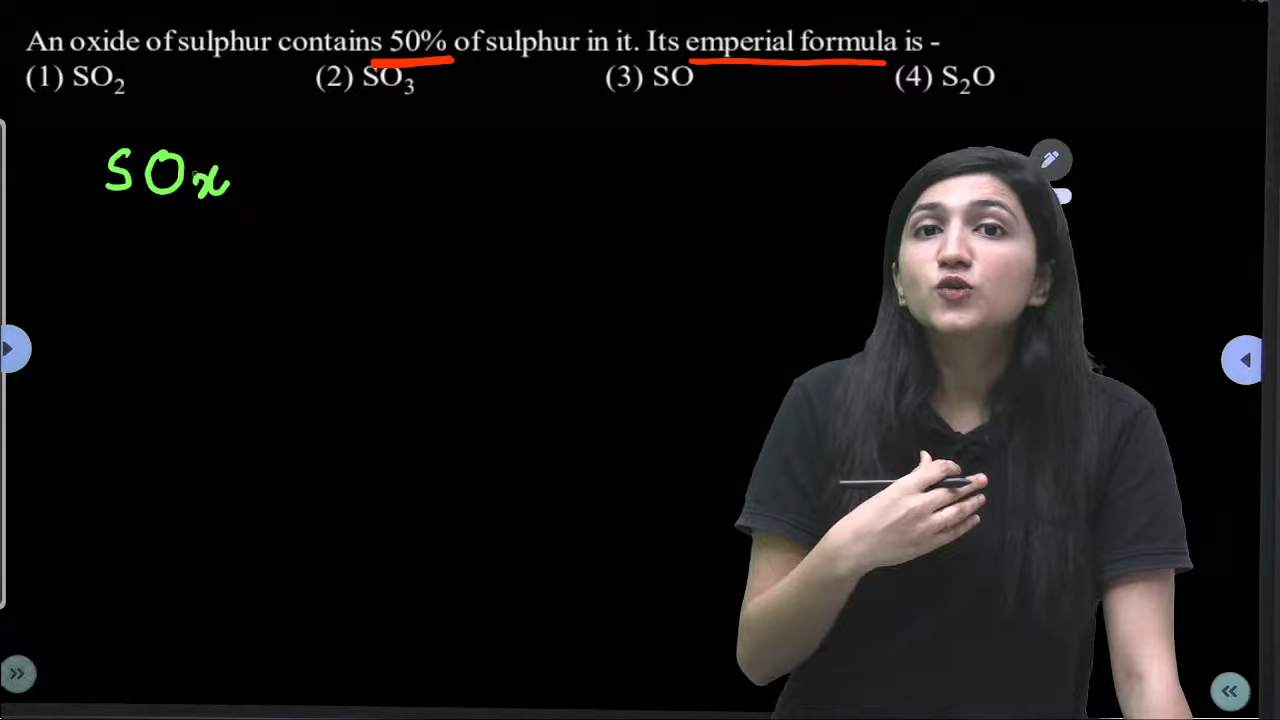 An oxide of sulphur contains 50% of sulphur in it. Its emperial formula is -
(1) SO₂ (2) SO₃ (3) SO (4) S₂O
SOx